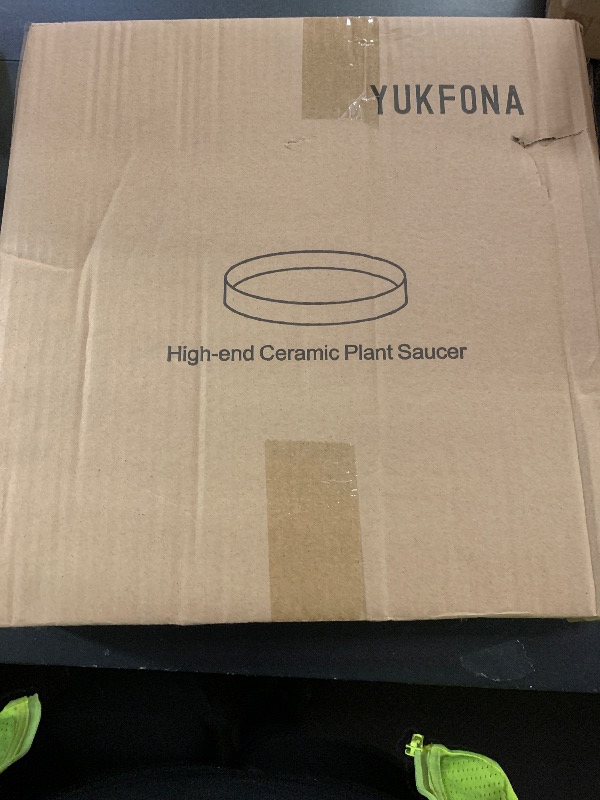 YUKFONA
High-end Ceramic Plant Saucer